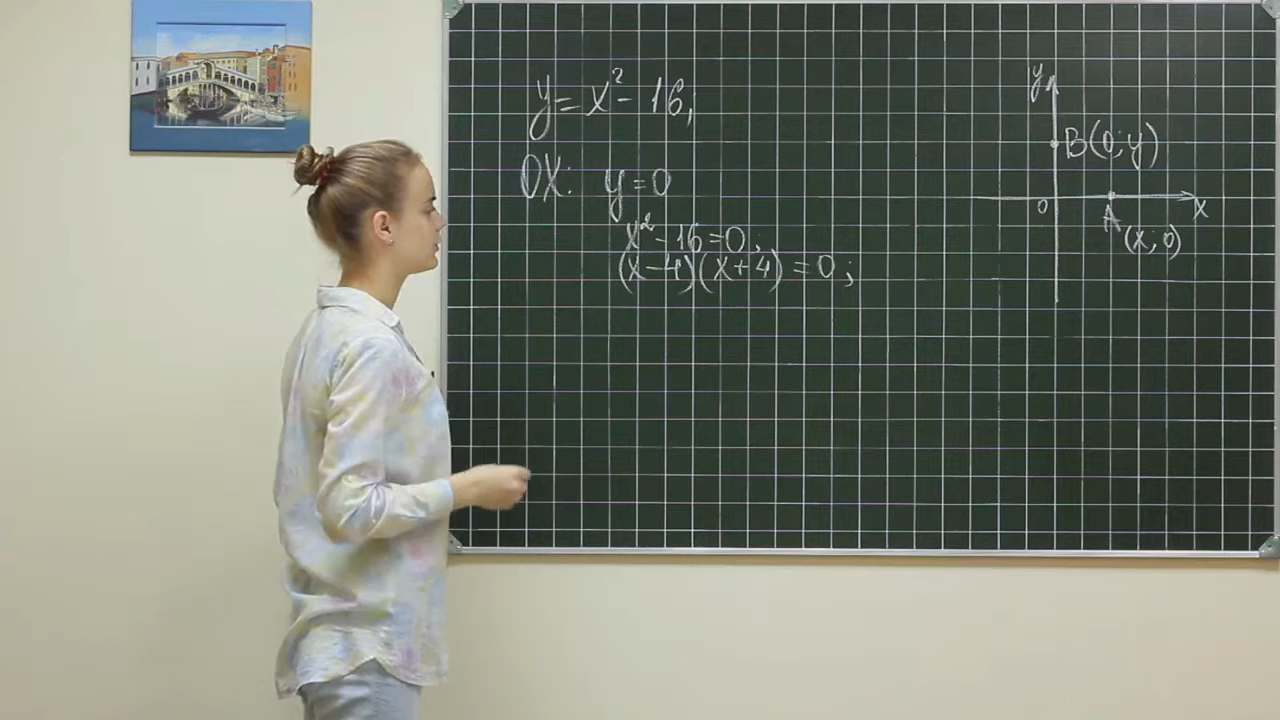 y = x² - 16;
OX: y = 0
x² - 16 = 0;
(x - 4)(x + 4) = 0;
y
B(0; y)
0
A
(x; 0)
x